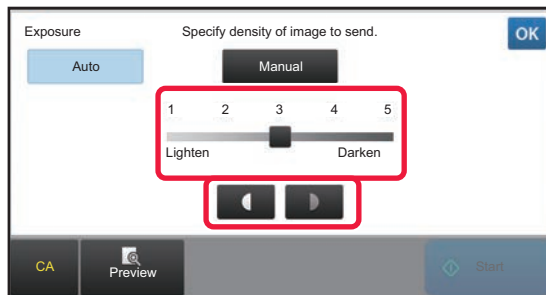 Exposure
Specify density of image to send.
OK
Auto
Manual
1 2 3 4 5
Lighten Darken
CA
Preview
Start